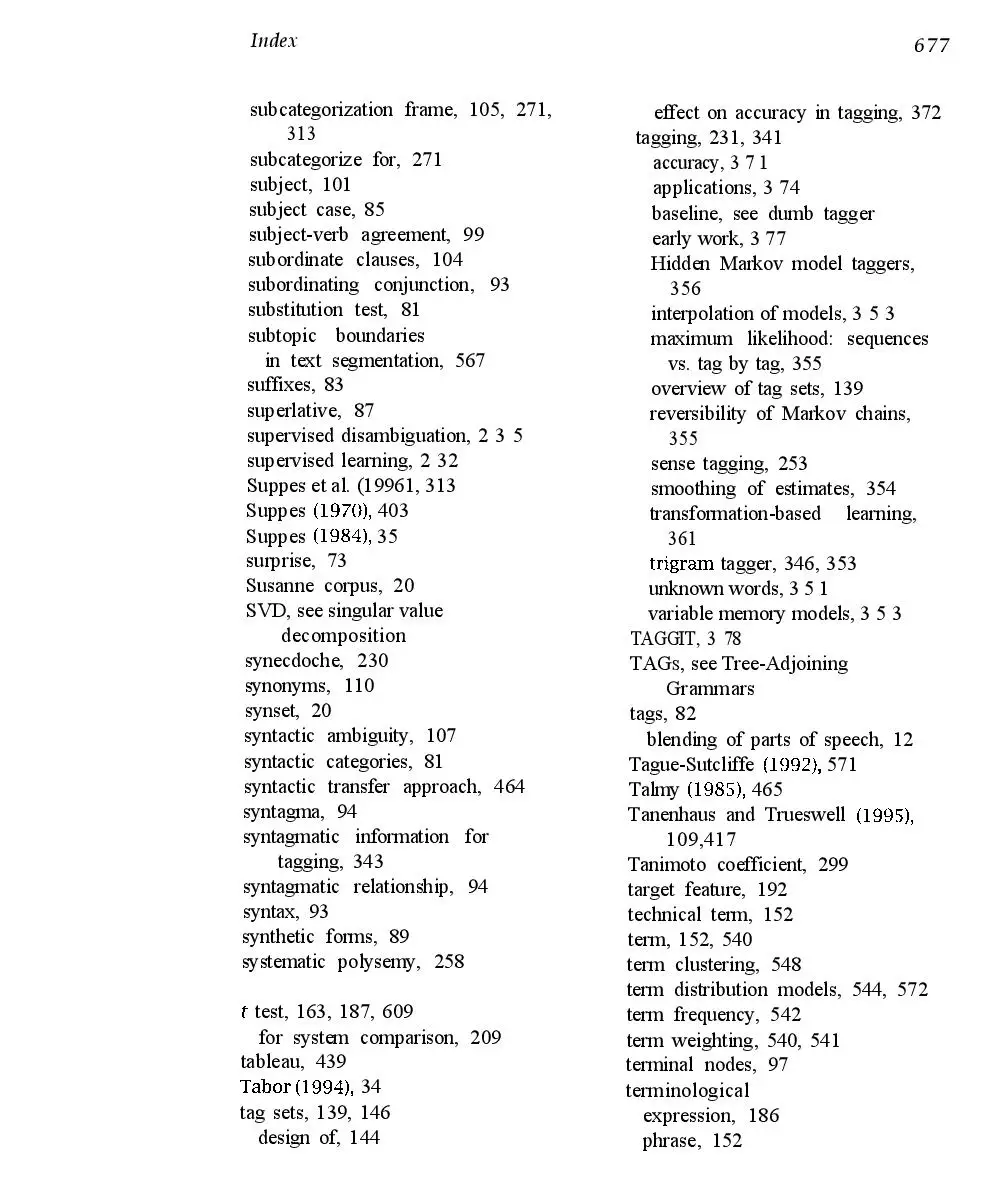 Index
677
subcategorization frame, 105, 271,
313
subcategorize for, 271
subject, 101
subject case, 85
subject-verb agreement, 99
subordinate clauses, 104
subordinating conjunction, 93
substitution test, 81
subtopic boundaries
in text segmentation, 567
suffixes, 83
superlative, 87
supervised disambiguation, 2 3 5
supervised learning, 2 32
Suppes et al. (19961, 313
Suppes (1970), 403
Suppes (1984), 35
surprise, 73
Susanne corpus, 20
SVD, see singular value
decomposition
synecdoche, 230
synonyms, 110
synset, 20
syntactic ambiguity, 107
syntactic categories, 81
syntactic transfer approach, 464
syntagma, 94
syntagmatic information for
tagging, 343
syntagmatic relationship, 94
syntax, 93
synthetic forms, 89
systematic polysemy, 258
t test, 163, 187, 609
for system comparison, 209
tableau, 439
Tabor (1994), 34
tag sets, 139, 146
design of, 144
effect on accuracy in tagging, 372
tagging, 231, 341
accuracy, 3 7 1
applications, 3 74
baseline, see dumb tagger
early work, 3 77
Hidden Markov model taggers,
356
interpolation of models, 3 5 3
maximum likelihood: sequences
vs. tag by tag, 355
overview of tag sets, 139
reversibility of Markov chains,
355
sense tagging, 253
smoothing of estimates, 354
transformation-based learning,
361
trigram tagger, 346, 353
unknown words, 3 5 1
variable memory models, 3 5 3
TAGGIT, 3 78
TAGs, see Tree-Adjoining
Grammars
tags, 82
blending of parts of speech, 12
Tague-Sutcliffe (1992), 571
Talmy (1985), 465
Tanenhaus and Trueswell (1995),
109,417
Tanimoto coefficient, 299
target feature, 192
technical term, 152
term, 152, 540
term clustering, 548
term distribution models, 544, 572
term frequency, 542
term weighting, 540, 541
terminal nodes, 97
terminological
expression, 186
phrase, 152